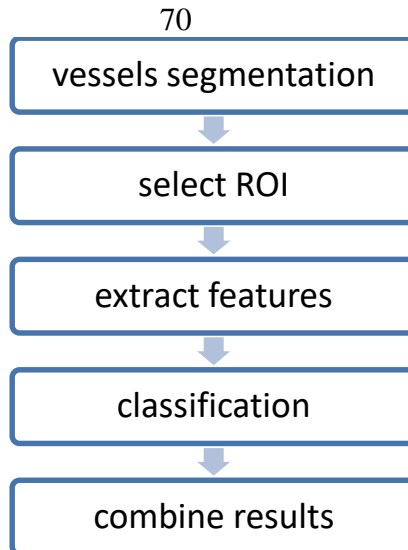 70
vessels segmentation
select ROI
extract features
classification
combine results